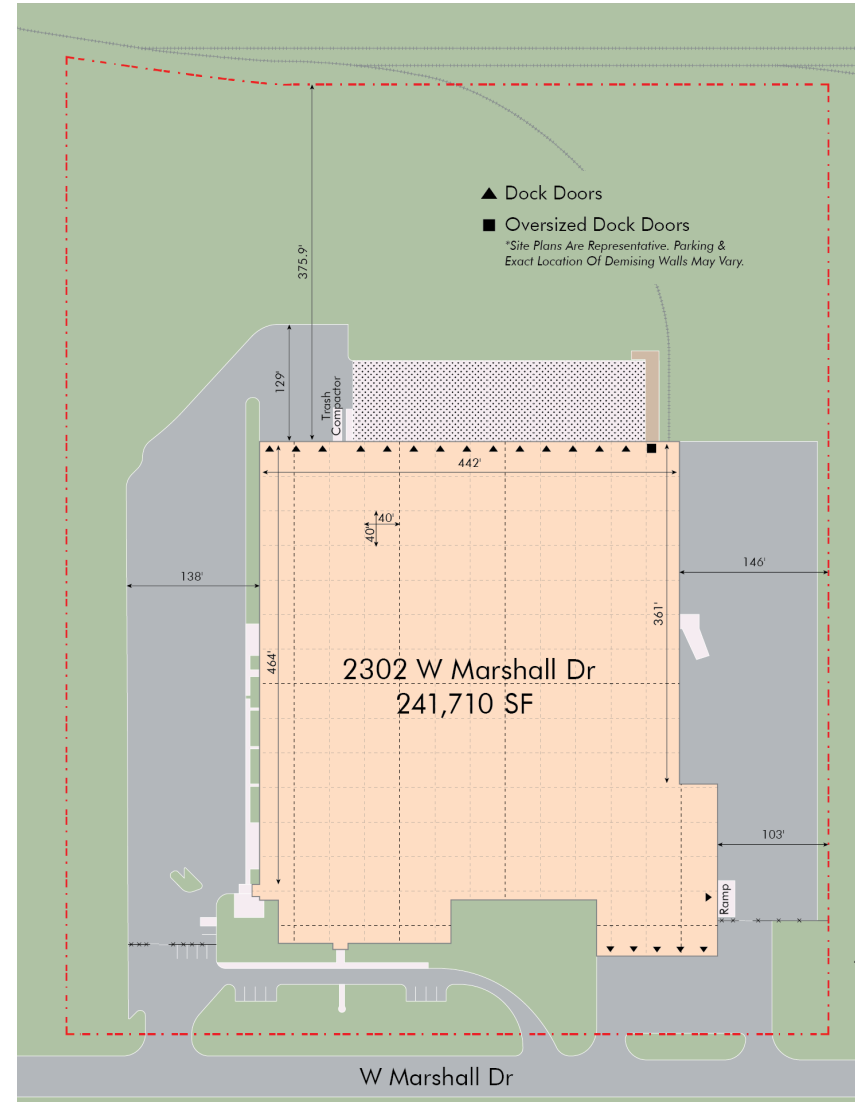 Dock Doors
Oversized Dock Doors
*Site Plans Are Representative. Parking &
Exact Location Of Demising Walls May Vary.
375.9'
129'
Trash
Compactor
442'
40'
40'
138'
146'
361'
464'
2302 W Marshall Dr
241,710 SF
103'
Ramp
W Marshall Dr